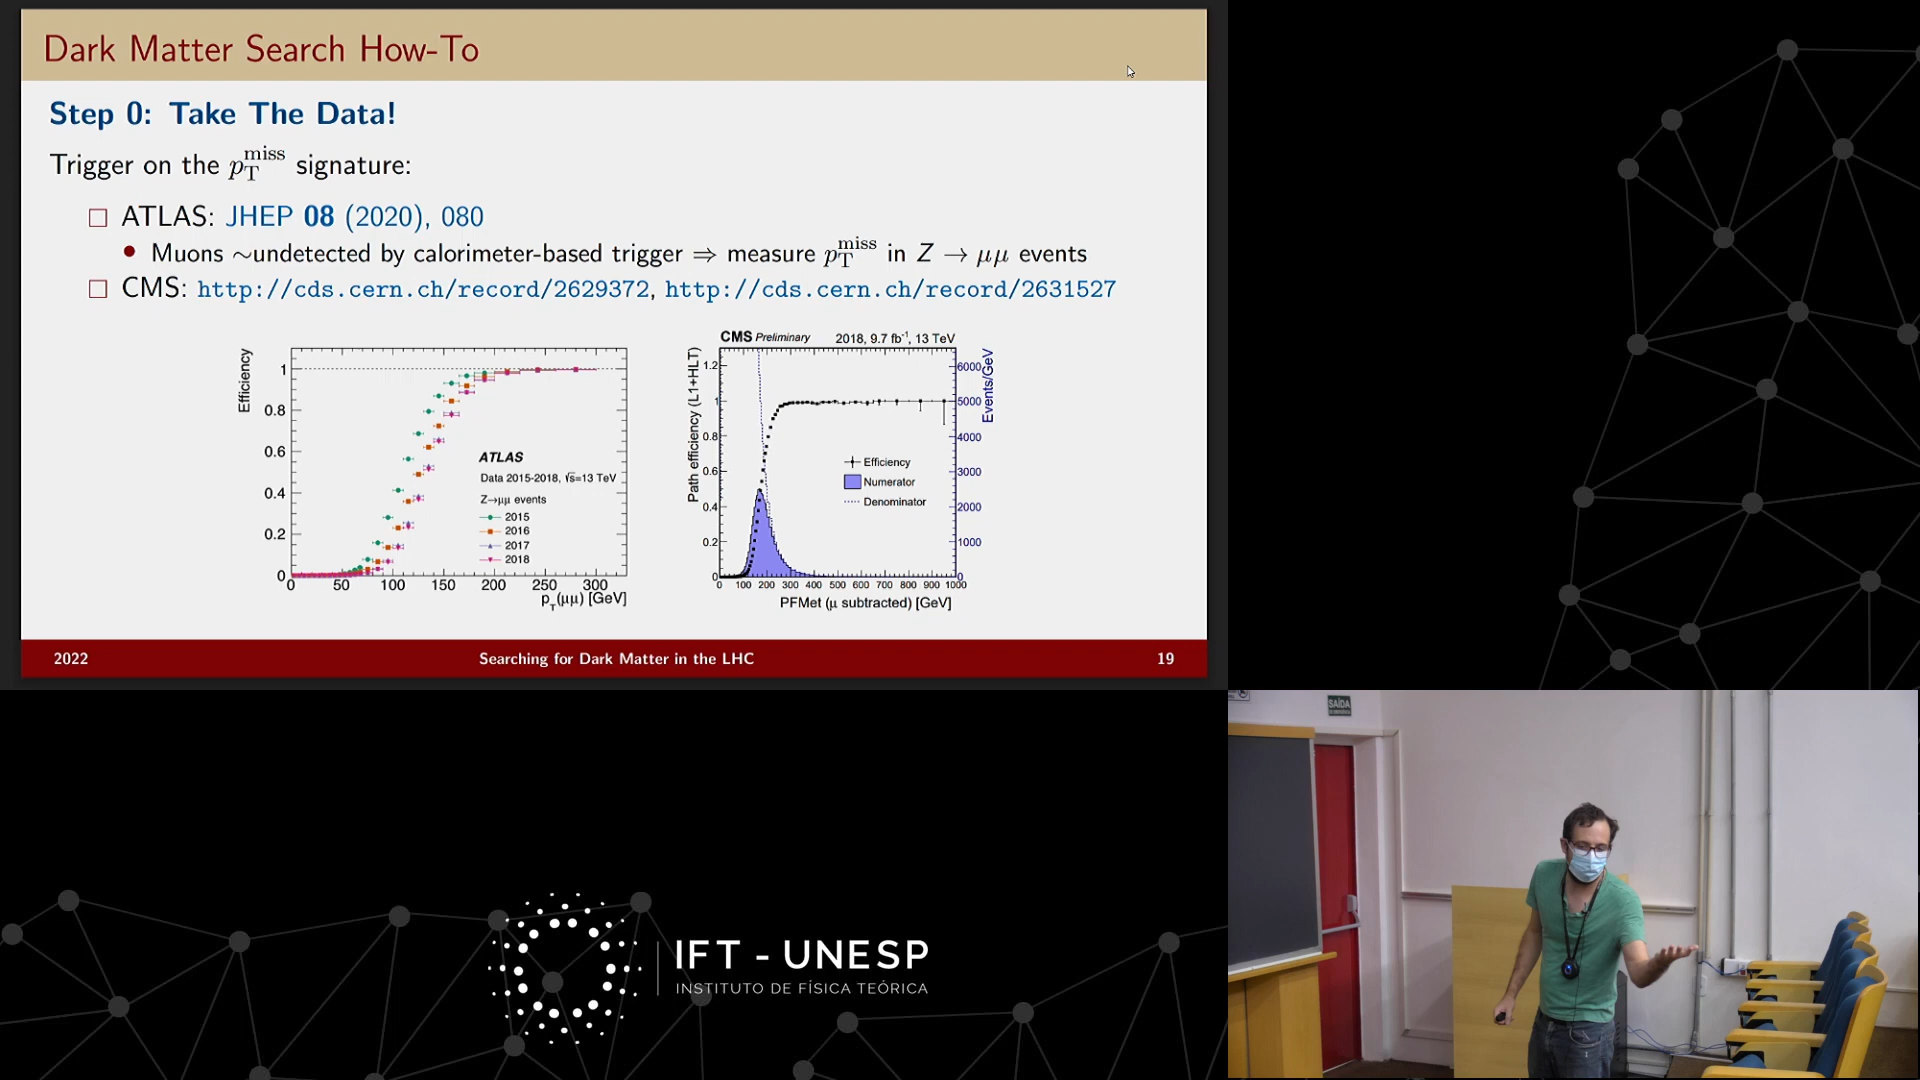 Dark Matter Search How-To
Step 0: Take The Data!
Trigger on the p_T^miss signature:
ATLAS: JHEP 08 (2020), 080
Muons ∼undetected by calorimeter-based trigger ⇒ measure p_T^miss in Z → μμ events
CMS: http://cds.cern.ch/record/2629372, http://cds.cern.ch/record/2631527
Efficiency
1
0.8
0.6
0.4
0.2
0
0 50 100 150 200 250 300
p_T(μμ) [GeV]
ATLAS
Data 2015-2018, √s=13 TeV
Z→μμ events
2015
2016
2017
2018
CMS Preliminary 2018, 9.7 fb⁻¹, 13 TeV
Path efficiency (L1+HLT)
1.2
1
0.8
0.6
0.4
0.2
0
Efficiency
Numerator
Denominator
6000
5000
4000
3000
2000
1000
0
Events/GeV
0 100 200 300 400 500 600 700 800 900 1000
PFMet (μ subtracted) [GeV]
2022 Searching for Dark Matter in the LHC 19
SAÍDA
IFT - UNESP
INSTITUTO DE FÍSICA TEÓRICA